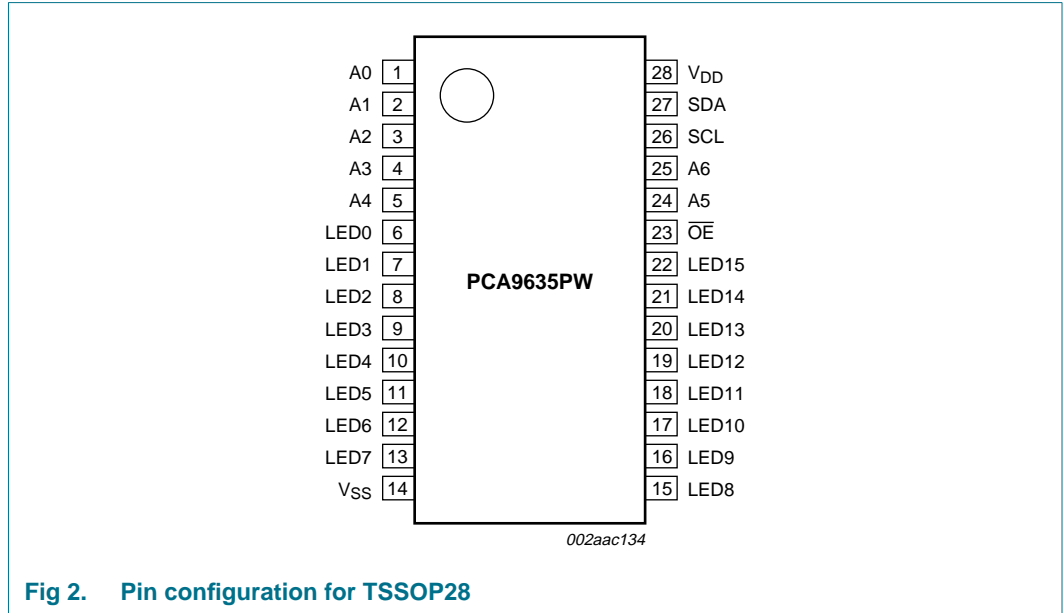 A0 1 28 VDD
A1 2 27 SDA
A2 3 26 SCL
A3 4 25 A6
A4 5 24 A5
LED0 6 23 O̅E̅
LED1 7 22 LED15
PCA9635PW
LED2 8 21 LED14
LED3 9 20 LED13
LED4 10 19 LED12
LED5 11 18 LED11
LED6 12 17 LED10
LED7 13 16 LED9
VSS 14 15 LED8
002aac134
Fig 2. Pin configuration for TSSOP28